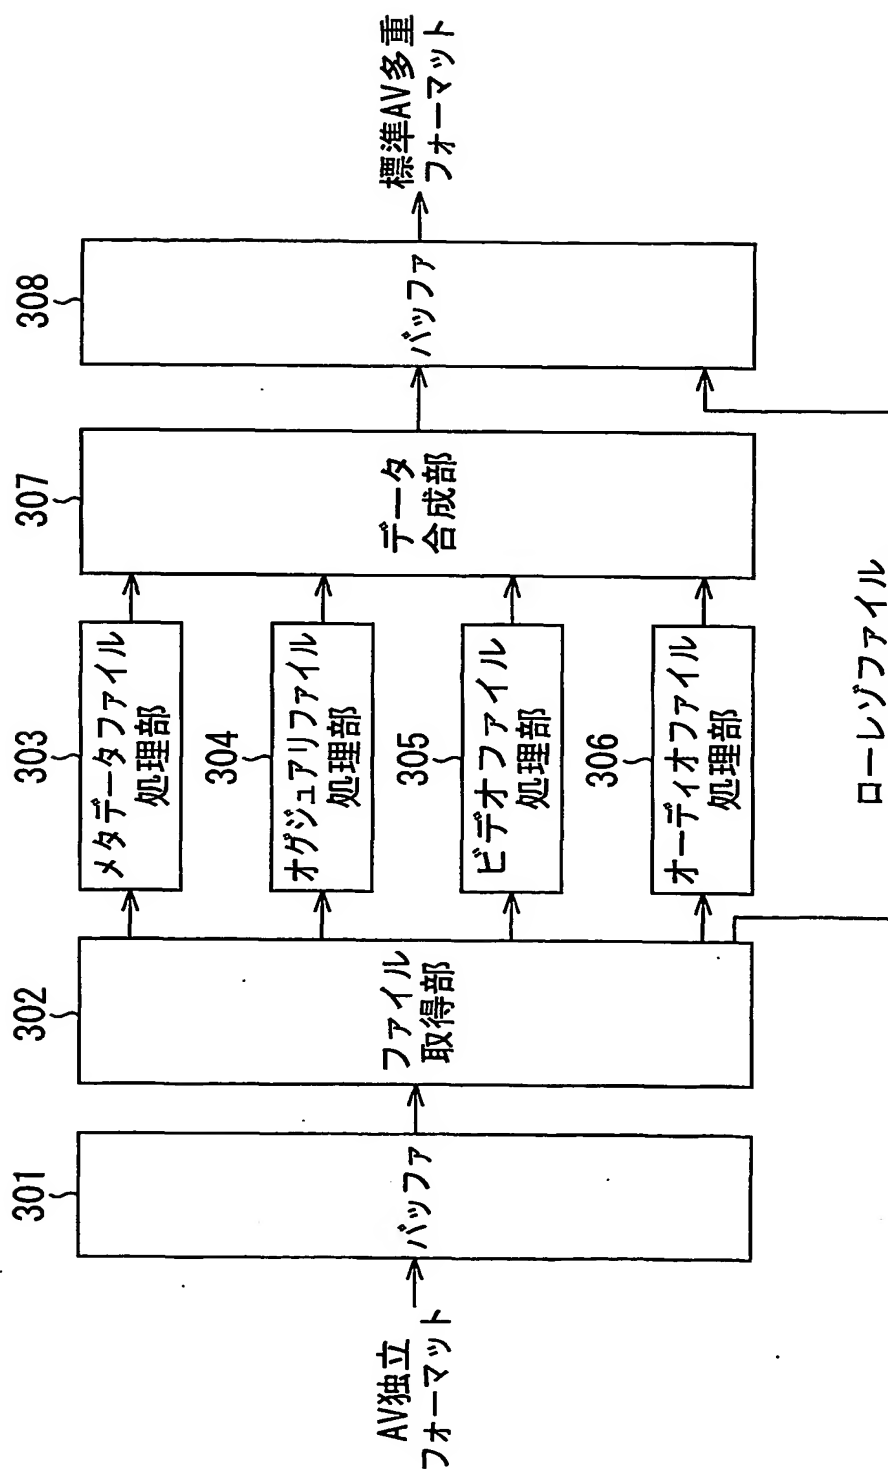 AV独立
フォーマット
301
バッファ
302
ファイル
取得部
303
メタデータファイル
処理部
304
オグジュアリファイル
処理部
305
ビデオファイル
処理部
306
オーディオファイル
処理部
307
データ
合成部
308
バッファ
標準AV多重
フォーマット
ローレゾファイル